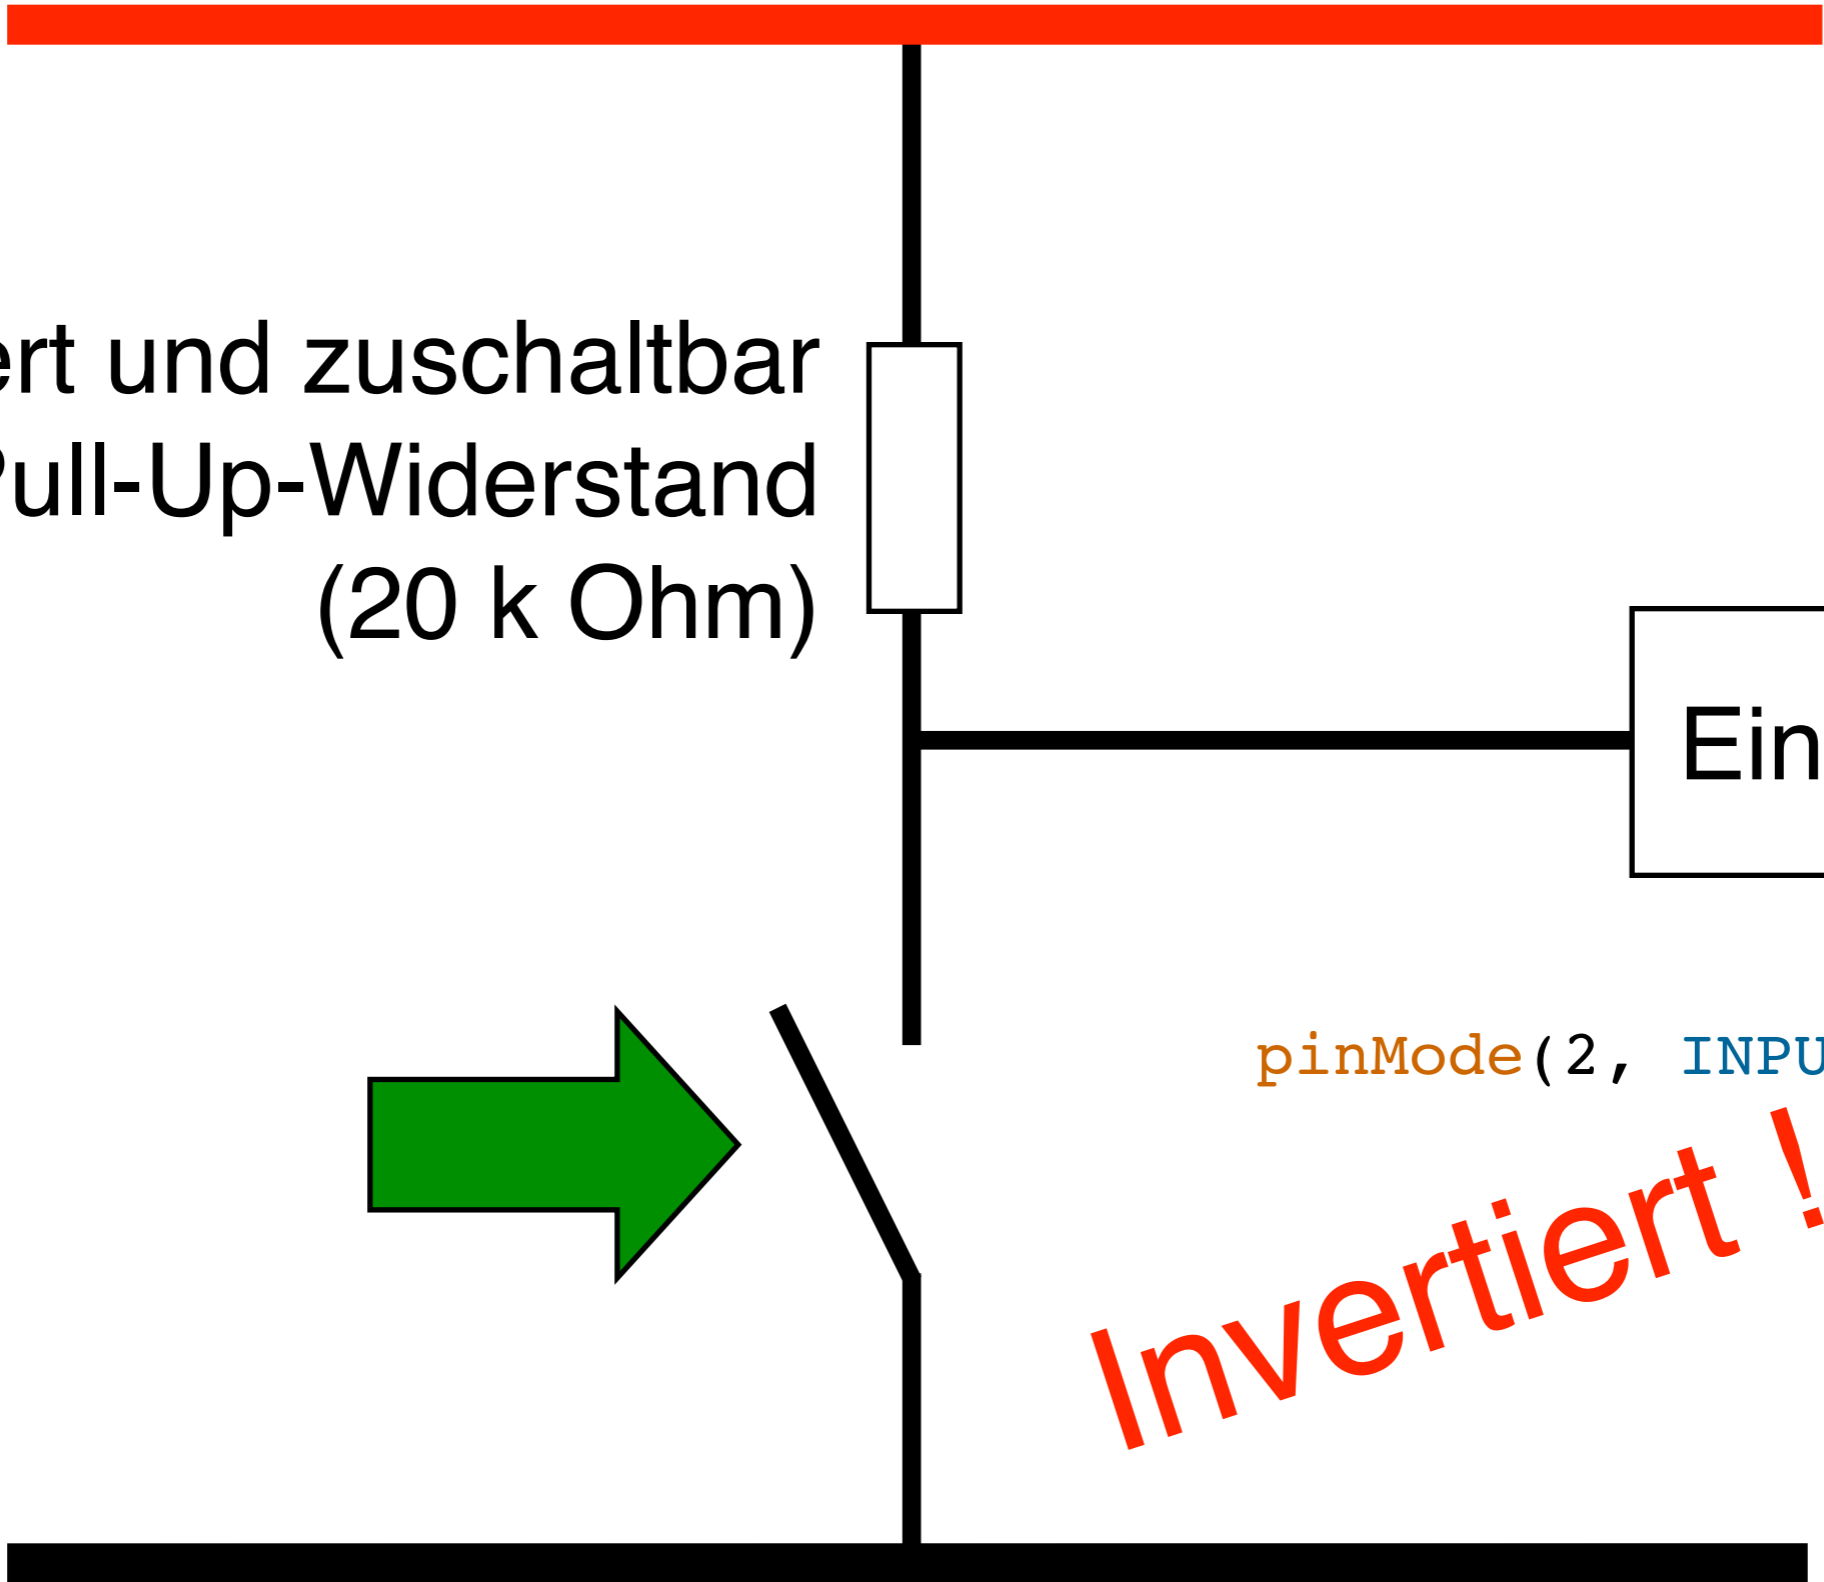 ert und zuschaltbar
Pull-Up-Widerstand
(20 k Ohm)
Ein
pinMode(2, INPU
Invertiert !